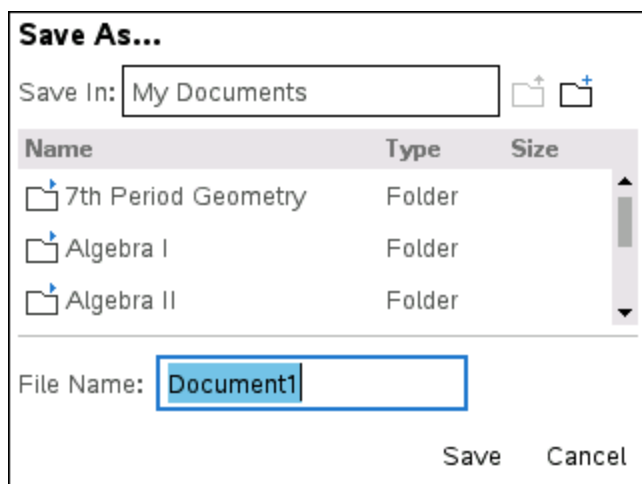 Save As...
Save In: My Documents
Name Type Size
7th Period Geometry Folder
Algebra I Folder
Algebra II Folder
File Name: Document1
Save Cancel